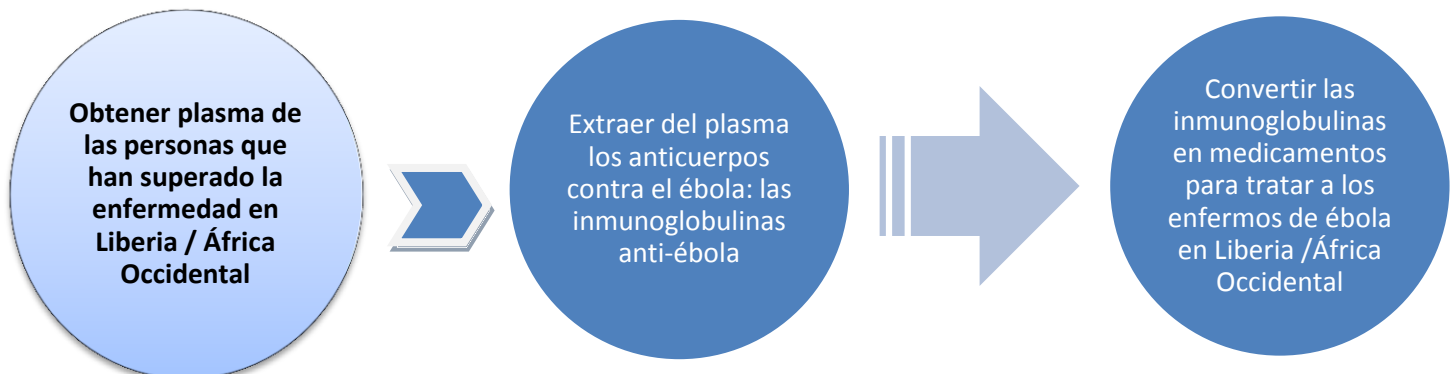 Obtener plasma de
las personas que
han superado la
enfermedad en
Liberia / África
Occidental
Extraer del plasma
los anticuerpos
contra el ébola: las
inmunoglobulinas
anti-ébola
Convertir las
inmunoglobulinas
en medicamentos
para tratar a los
enfermos de ébola
en Liberia /África
Occidental